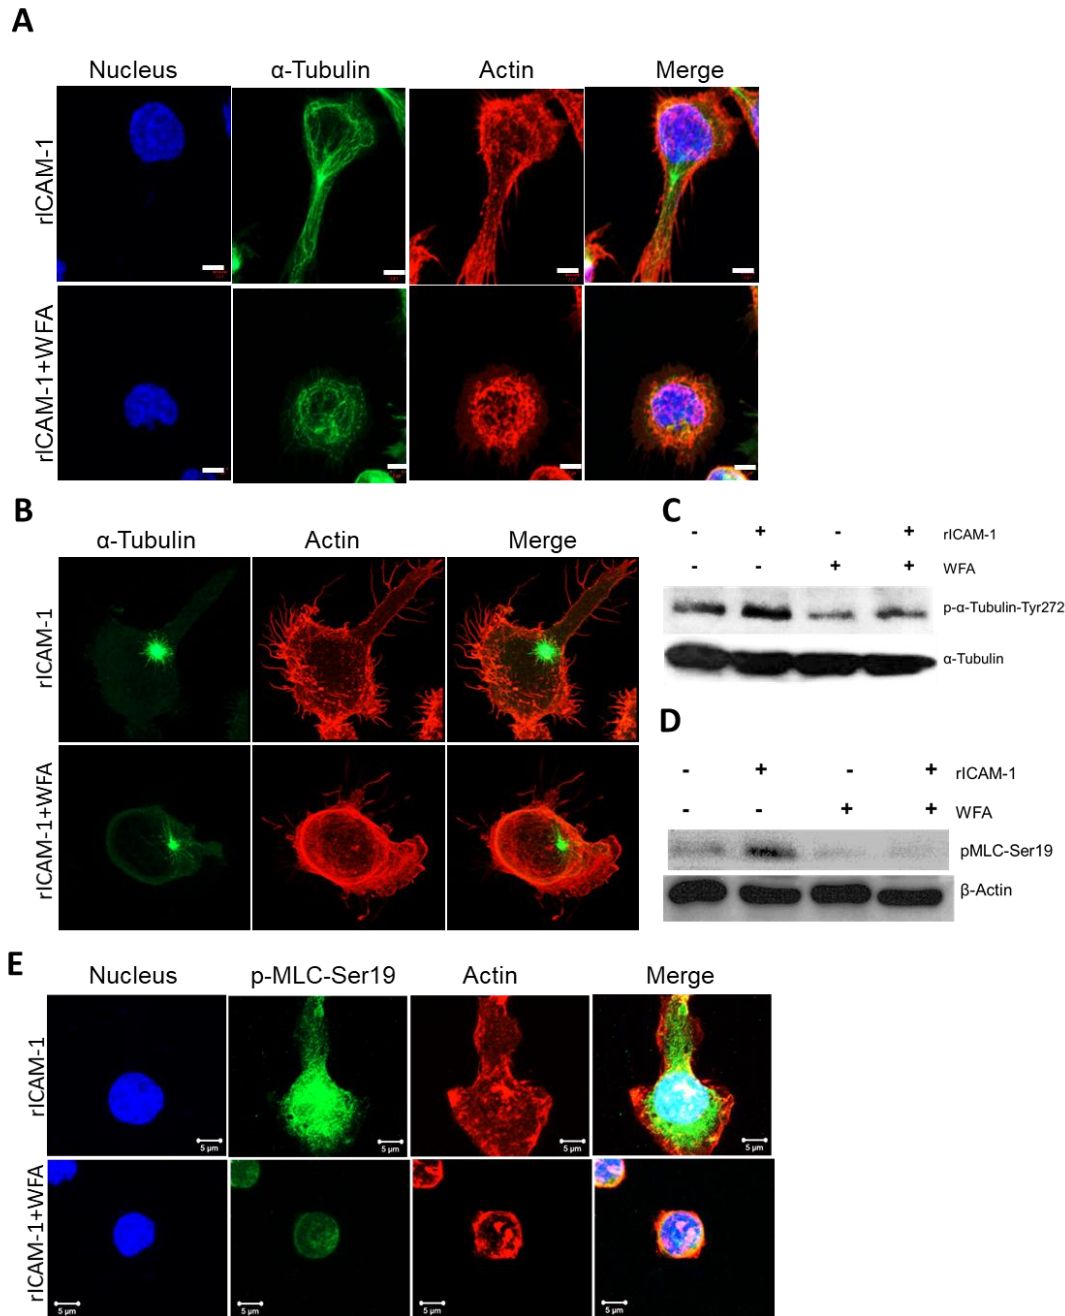 A
Nucleus α-Tubulin Actin Merge
rICAM-1
rICAM-1+WFA
B
α-Tubulin Actin Merge
rICAM-1
rICAM-1+WFA
C
- + - + rICAM-1
- - + + WFA
p-α-Tubulin-Tyr272
α-Tubulin
D
- + - + rICAM-1
- - + + WFA
pMLC-Ser19
β-Actin
E
Nucleus p-MLC-Ser19 Actin Merge
rICAM-1
5 µm 5 µm 5 µm 5 µm
rICAM-1+WFA
5 µm 5 µm 5 µm 5 µm